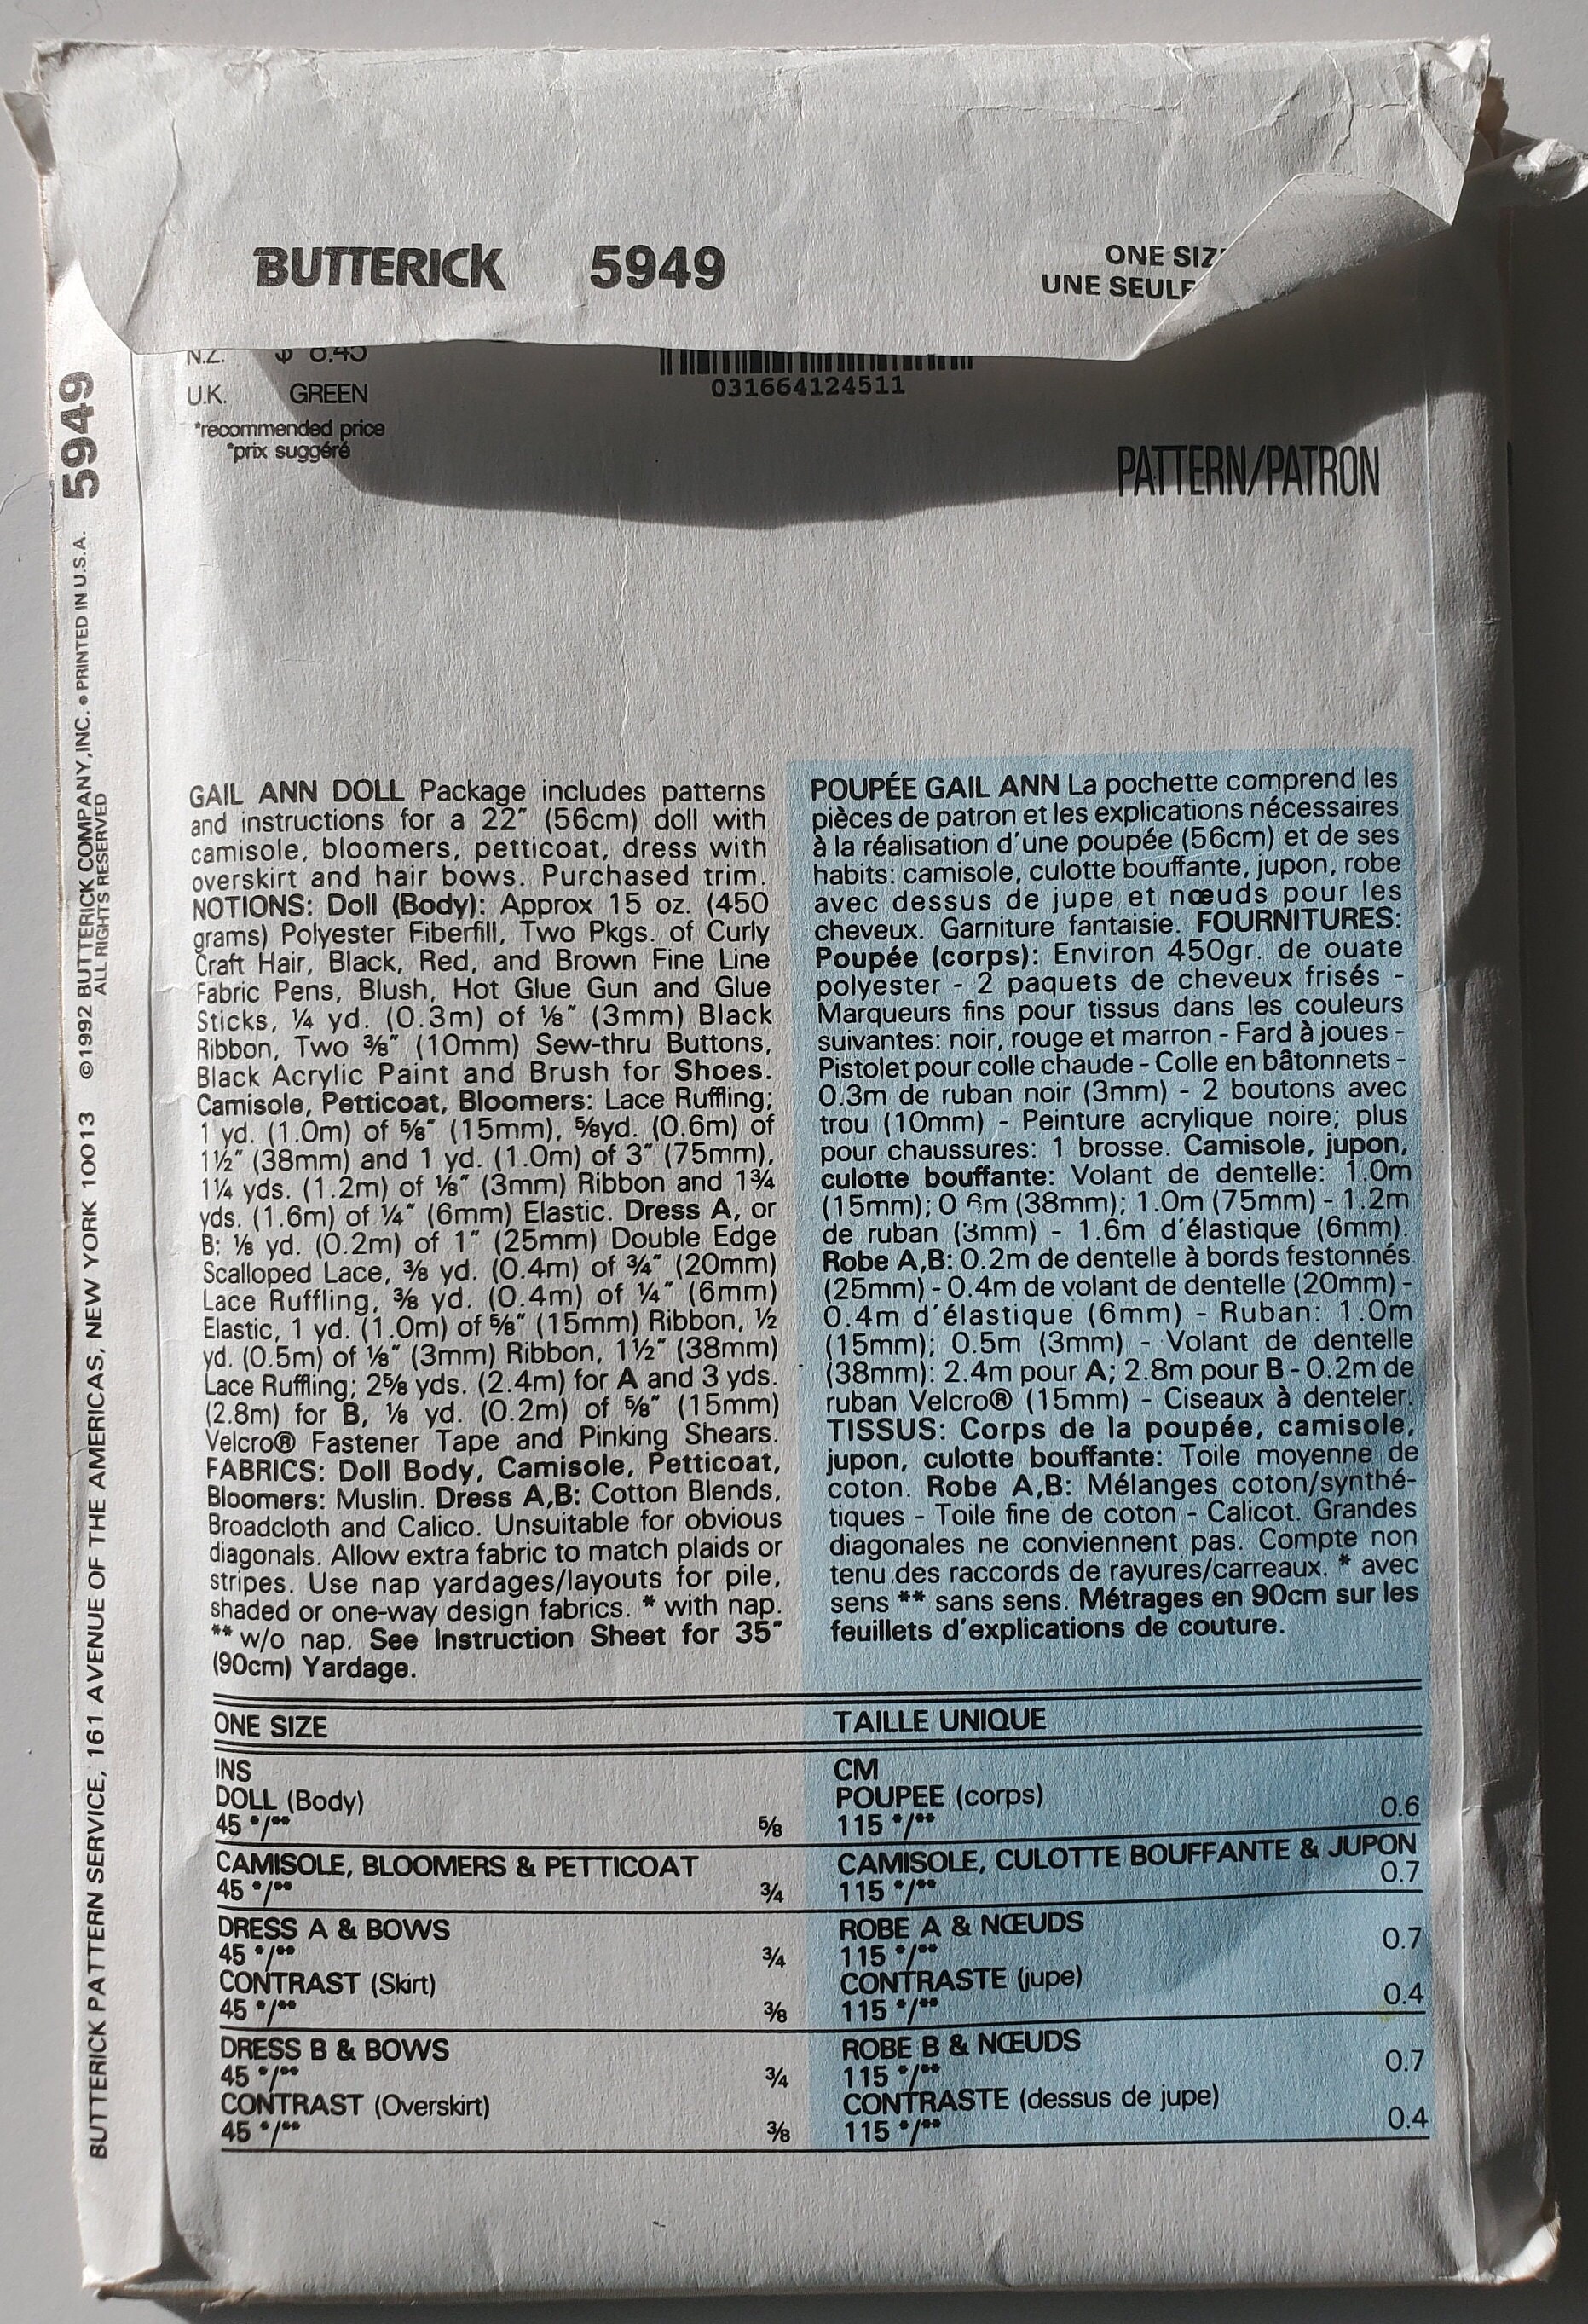 BUTTERICK 5949
ONE SIZ
UNE SEULE
N.Z.
U.K. GREEN
*recommended price
*prix suggéré
031664124511
PATTERN/PATRON
GAIL ANN DOLL Package includes patterns
and instructions for a 22" (56cm) doll with
camisole, bloomers, petticoat, dress with
overskirt and hair bows. Purchased trim.
NOTIONS: Doll (Body): Approx 15 oz. (450
grams) Polyester Fiberfill, Two Pkgs. of Curly
Craft Hair, Black, Red, and Brown Fine Line
Fabric Pens, Blush, Hot Glue Gun and Glue
Sticks, ¼ yd. (0.3m) of ⅛" (3mm) Black
Ribbon, Two ⅜" (10mm) Sew-thru Buttons,
Black Acrylic Paint and Brush for Shoes.
Camisole, Petticoat, Bloomers: Lace Ruffling;
1 yd. (1.0m) of ⅝" (15mm), ⅝yd. (0.6m) of
1½" (38mm) and 1 yd. (1.0m) of 3" (75mm),
1¼ yds. (1.2m) of ⅛" (3mm) Ribbon and 1¾
yds. (1.6m) of ¼" (6mm) Elastic. Dress A, or
B: ⅛ yd. (0.2m) of 1" (25mm) Double Edge
Scalloped Lace, ⅜ yd. (0.4m) of ¾" (20mm)
Lace Ruffling, ⅜ yd. (0.4m) of ¼" (6mm)
Elastic, 1 yd. (1.0m) of ⅝" (15mm) Ribbon, ½
yd. (0.5m) of ⅛" (3mm) Ribbon, 1½" (38mm)
Lace Ruffling; 2⅝ yds. (2.4m) for A and 3 yds.
(2.8m) for B, ⅛ yd. (0.2m) of ⅝" (15mm)
Velcro® Fastener Tape and Pinking Shears.
FABRICS: Doll Body, Camisole, Petticoat,
Bloomers: Muslin. Dress A,B: Cotton Blends,
Broadcloth and Calico. Unsuitable for obvious
diagonals. Allow extra fabric to match plaids or
stripes. Use nap yardages/layouts for pile,
shaded or one-way design fabrics. * with nap.
** w/o nap. See Instruction Sheet for 35"
(90cm) Yardage.
POUPÉE GAIL ANN La pochette comprend les
pièces de patron et les explications nécessaires
à la réalisation d'une poupée (56cm) et de ses
habits: camisole, culotte bouffante, jupon, robe
avec dessus de jupe et nœuds pour les
cheveux. Garniture fantaisie. FOURNITURES:
Poupée (corps): Environ 450gr. de ouate
polyester - 2 paquets de cheveux frisés -
Marqueurs fins pour tissus dans les couleurs
suivantes: noir, rouge et marron - Fard à joues -
Pistolet pour colle chaude - Colle en bâtonnets -
0.3m de ruban noir (3mm) - 2 boutons avec
trou (10mm) - Peinture acrylique noire; plus
pour chaussures: 1 brosse. Camisole, jupon,
culotte bouffante: Volant de dentelle: 1.0m
(15mm); 0 6m (38mm); 1.0m (75mm) - 1.2m
de ruban (3mm) - 1.6m d'élastique (6mm).
Robe A,B: 0.2m de dentelle à bords festonnés
(25mm) - 0.4m de volant de dentelle (20mm) -
0.4m d'élastique (6mm) - Ruban: 1.0m
(15mm); 0.5m (3mm) - Volant de dentelle
(38mm): 2.4m pour A; 2.8m pour B - 0.2m de
ruban Velcro® (15mm) - Ciseaux à denteler.
TISSUS: Corps de la poupée, camisole,
jupon, culotte bouffante: Toile moyenne de
coton. Robe A,B: Mélanges coton/synthé-
tiques - Toile fine de coton - Calicot. Grandes
diagonales ne conviennent pas. Compte non
tenu des raccords de rayures/carreaux. * avec
sens ** sans sens. Métrages en 90cm sur les
feuillets d'explications de couture.
ONE SIZE
INS
DOLL (Body)
45 */** ⅝
CAMISOLE, BLOOMERS & PETTICOAT
45 */** ¾
DRESS A & BOWS
45 */** ¾
CONTRAST (Skirt)
45 */** ⅜
DRESS B & BOWS
45 */** ¾
CONTRAST (Overskirt)
45 */** ⅜
TAILLE UNIQUE
CM
POUPEE (corps)
115 */** 0.6
CAMISOLE, CULOTTE BOUFFANTE & JUPON
115 */** 0.7
ROBE A & NŒUDS
115 */** 0.7
CONTRASTE (jupe)
115 */** 0.4
ROBE B & NŒUDS
115 */** 0.7
CONTRASTE (dessus de jupe)
115 */** 0.4
BUTTERICK PATTERN SERVICE, 161 AVENUE OF THE AMERICAS, NEW YORK 10013 ©1992 BUTTERICK COMPANY,INC. • PRINTED IN U.S.A. 5949
ALL RIGHTS RESERVED